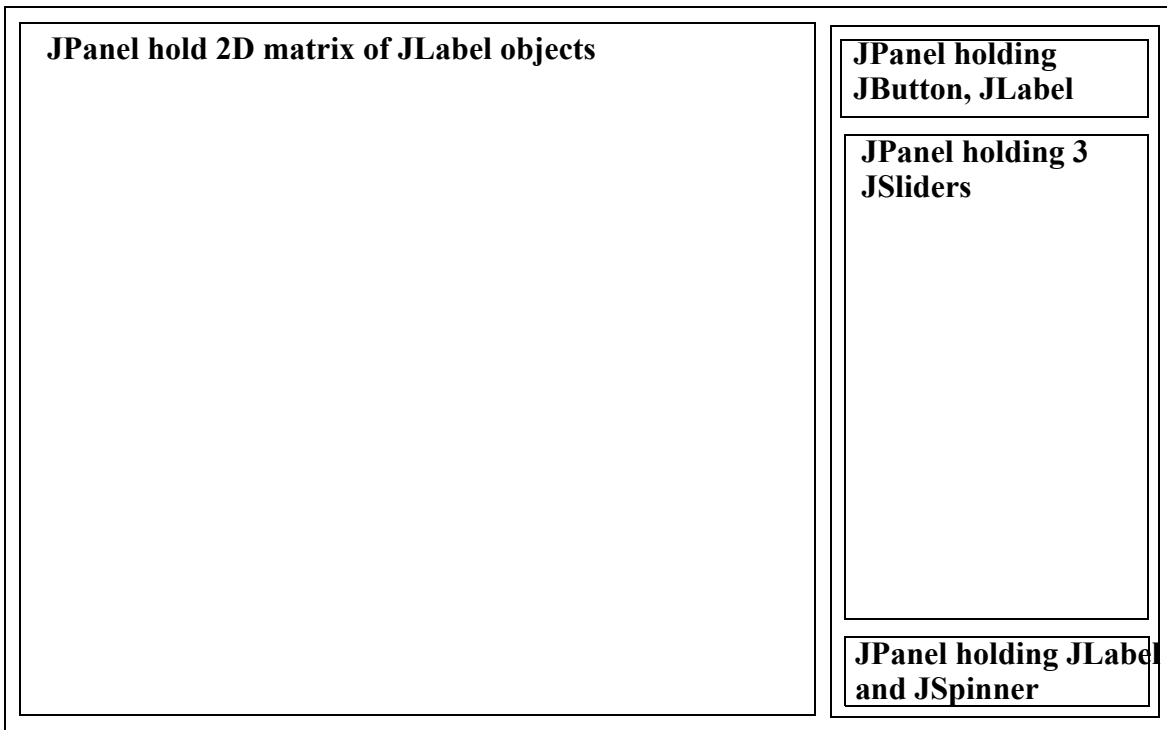 JPanel hold 2D matrix of JLabel objects
JPanel holding
JButton, JLabel
JPanel holding 3
JSliders
JPanel holding JLabel
and JSpinner